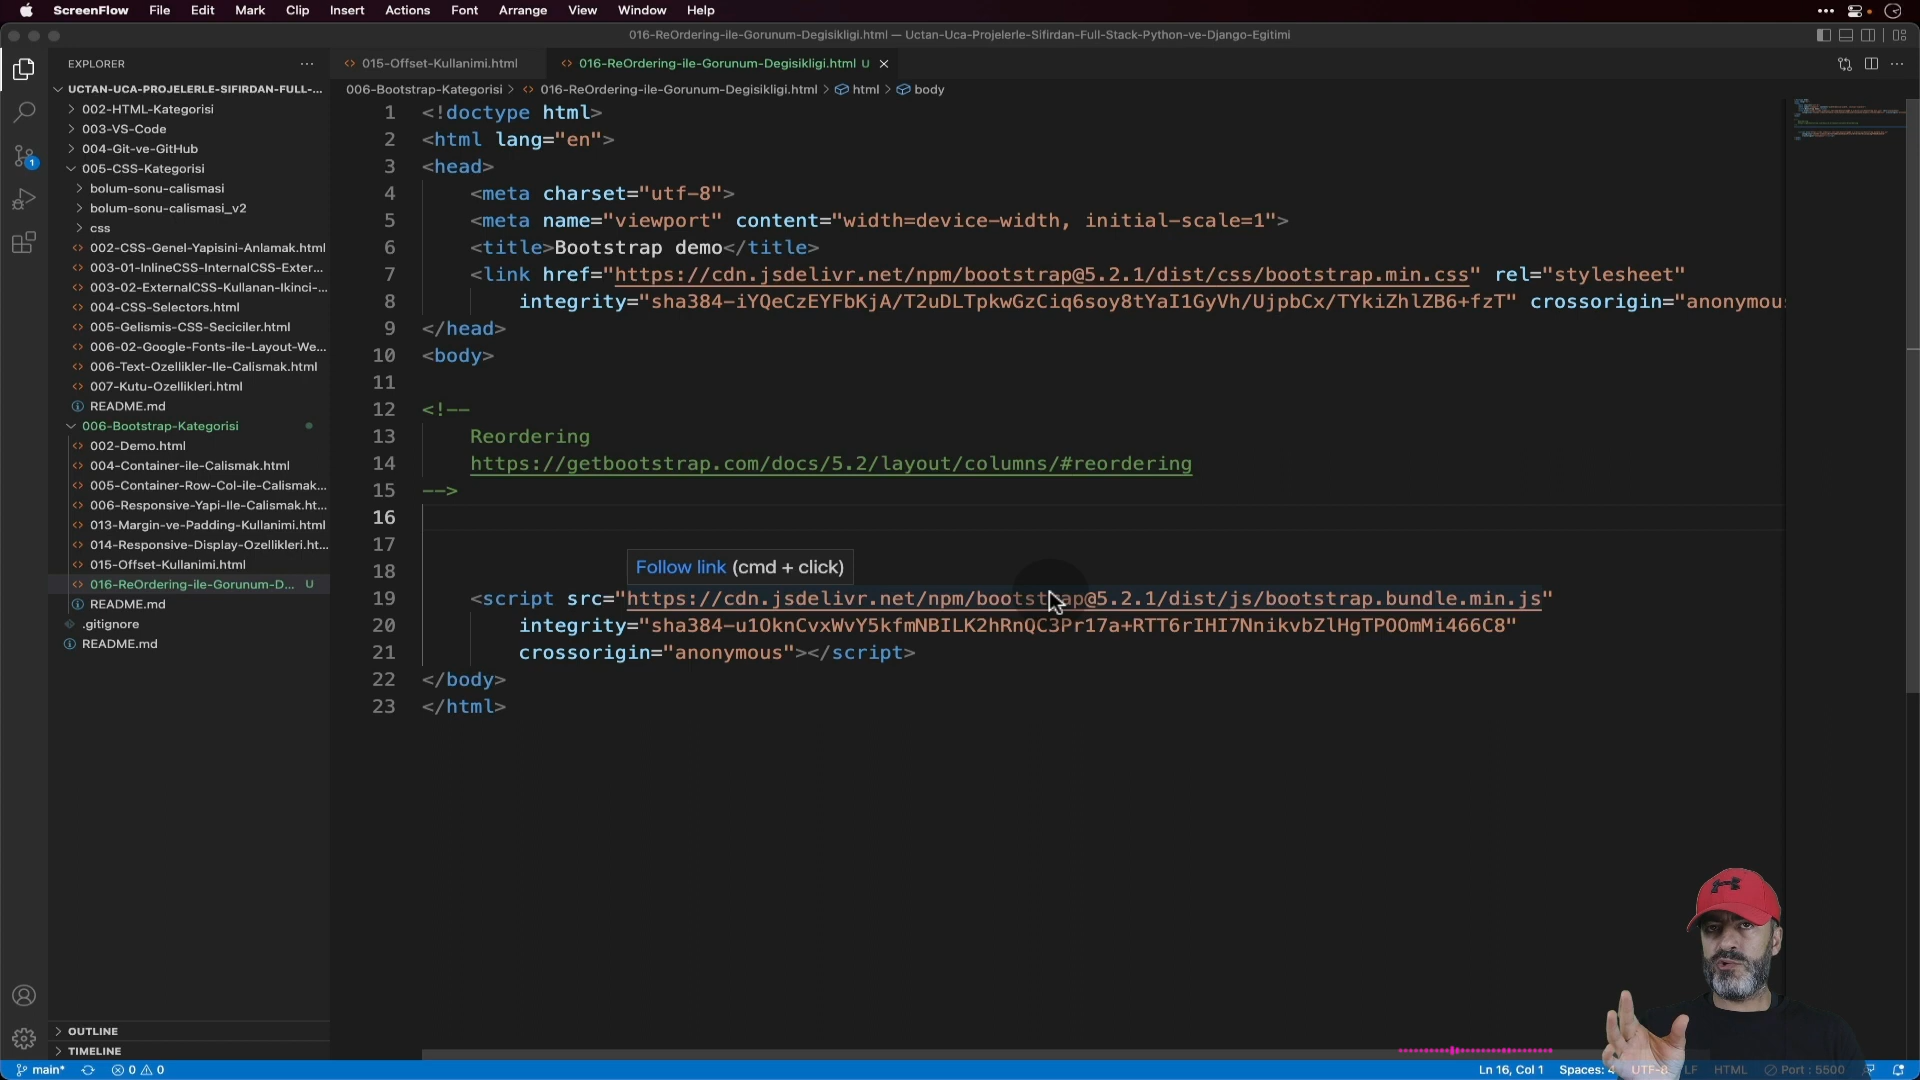 ScreenFlow File Edit Mark Clip Insert Actions Font Arrange View Window Help
016-ReOrdering-ile-Gorunum-Degisikligi.html — Uctan-Uca-Projelerle-Sifirdan-Full-Stack-Python-ve-Django-Egitimi
EXPLORER
015-Offset-Kullanimi.html
016-ReOrdering-ile-Gorunum-Degisikligi.html U
006-Bootstrap-Kategorisi > 016-ReOrdering-ile-Gorunum-Degisikligi.html > html > body
UCTAN-UCA-PROJELERLE-SIFIRDAN-FULL-...
002-HTML-Kategorisi
003-VS-Code
004-Git-ve-GitHub
005-CSS-Kategorisi
bolum-sonu-calismasi
bolum-sonu-calismasi_v2
css
002-CSS-Genel-Yapisini-Anlamak.html
003-01-InlineCSS-InternalCSS-Exter...
003-02-ExternalCSS-Kullanan-Ikinci-...
004-CSS-Selectors.html
005-Gelismis-CSS-Seciciler.html
006-02-Google-Fonts-ile-Layout-We...
006-Text-Ozellikler-Ile-Calismak.html
007-Kutu-Ozellikleri.html
README.md
006-Bootstrap-Kategorisi
002-Demo.html
004-Container-ile-Calismak.html
005-Container-Row-Col-ile-Calismak...
006-Responsive-Yapi-Ile-Calismak.ht...
013-Margin-ve-Padding-Kullanimi.html
014-Responsive-Display-Ozellikleri.ht...
015-Offset-Kullanimi.html
016-ReOrdering-ile-Gorunum-D... U
README.md
.gitignore
README.md
OUTLINE
TIMELINE
1 <!doctype html>
2 <html lang="en">
3 <head>
4 <meta charset="utf-8">
5 <meta name="viewport" content="width=device-width, initial-scale=1">
6 <title>Bootstrap demo</title>
7 <link href="https://cdn.jsdelivr.net/npm/bootstrap@5.2.1/dist/css/bootstrap.min.css" rel="stylesheet"
8 integrity="sha384-iYQeCzEYFbKjA/T2uDLTpkwGzCiq6soy8tYaI1GyVh/UjpbCx/TYkiZhlZB6+fzT" crossorigin="anonymou
9 </head>
10 <body>
11
12 <!--
13 Reordering
14 https://getbootstrap.com/docs/5.2/layout/columns/#reordering
15 -->
16
17
18
Follow link (cmd + click)
19 <script src="https://cdn.jsdelivr.net/npm/bootstrap@5.2.1/dist/js/bootstrap.bundle.min.js"
20 integrity="sha384-u1OknCvxWvY5kfmNBILK2hRnQC3Pr17a+RTT6rIHI7NnikvbZlHgTPOOmMi466C8"
21 crossorigin="anonymous"></script>
22 </body>
23 </html>
1
main* 0 0 Ln 16, Col 1 Spaces: 4 UTF-8 LF HTML Port : 5500